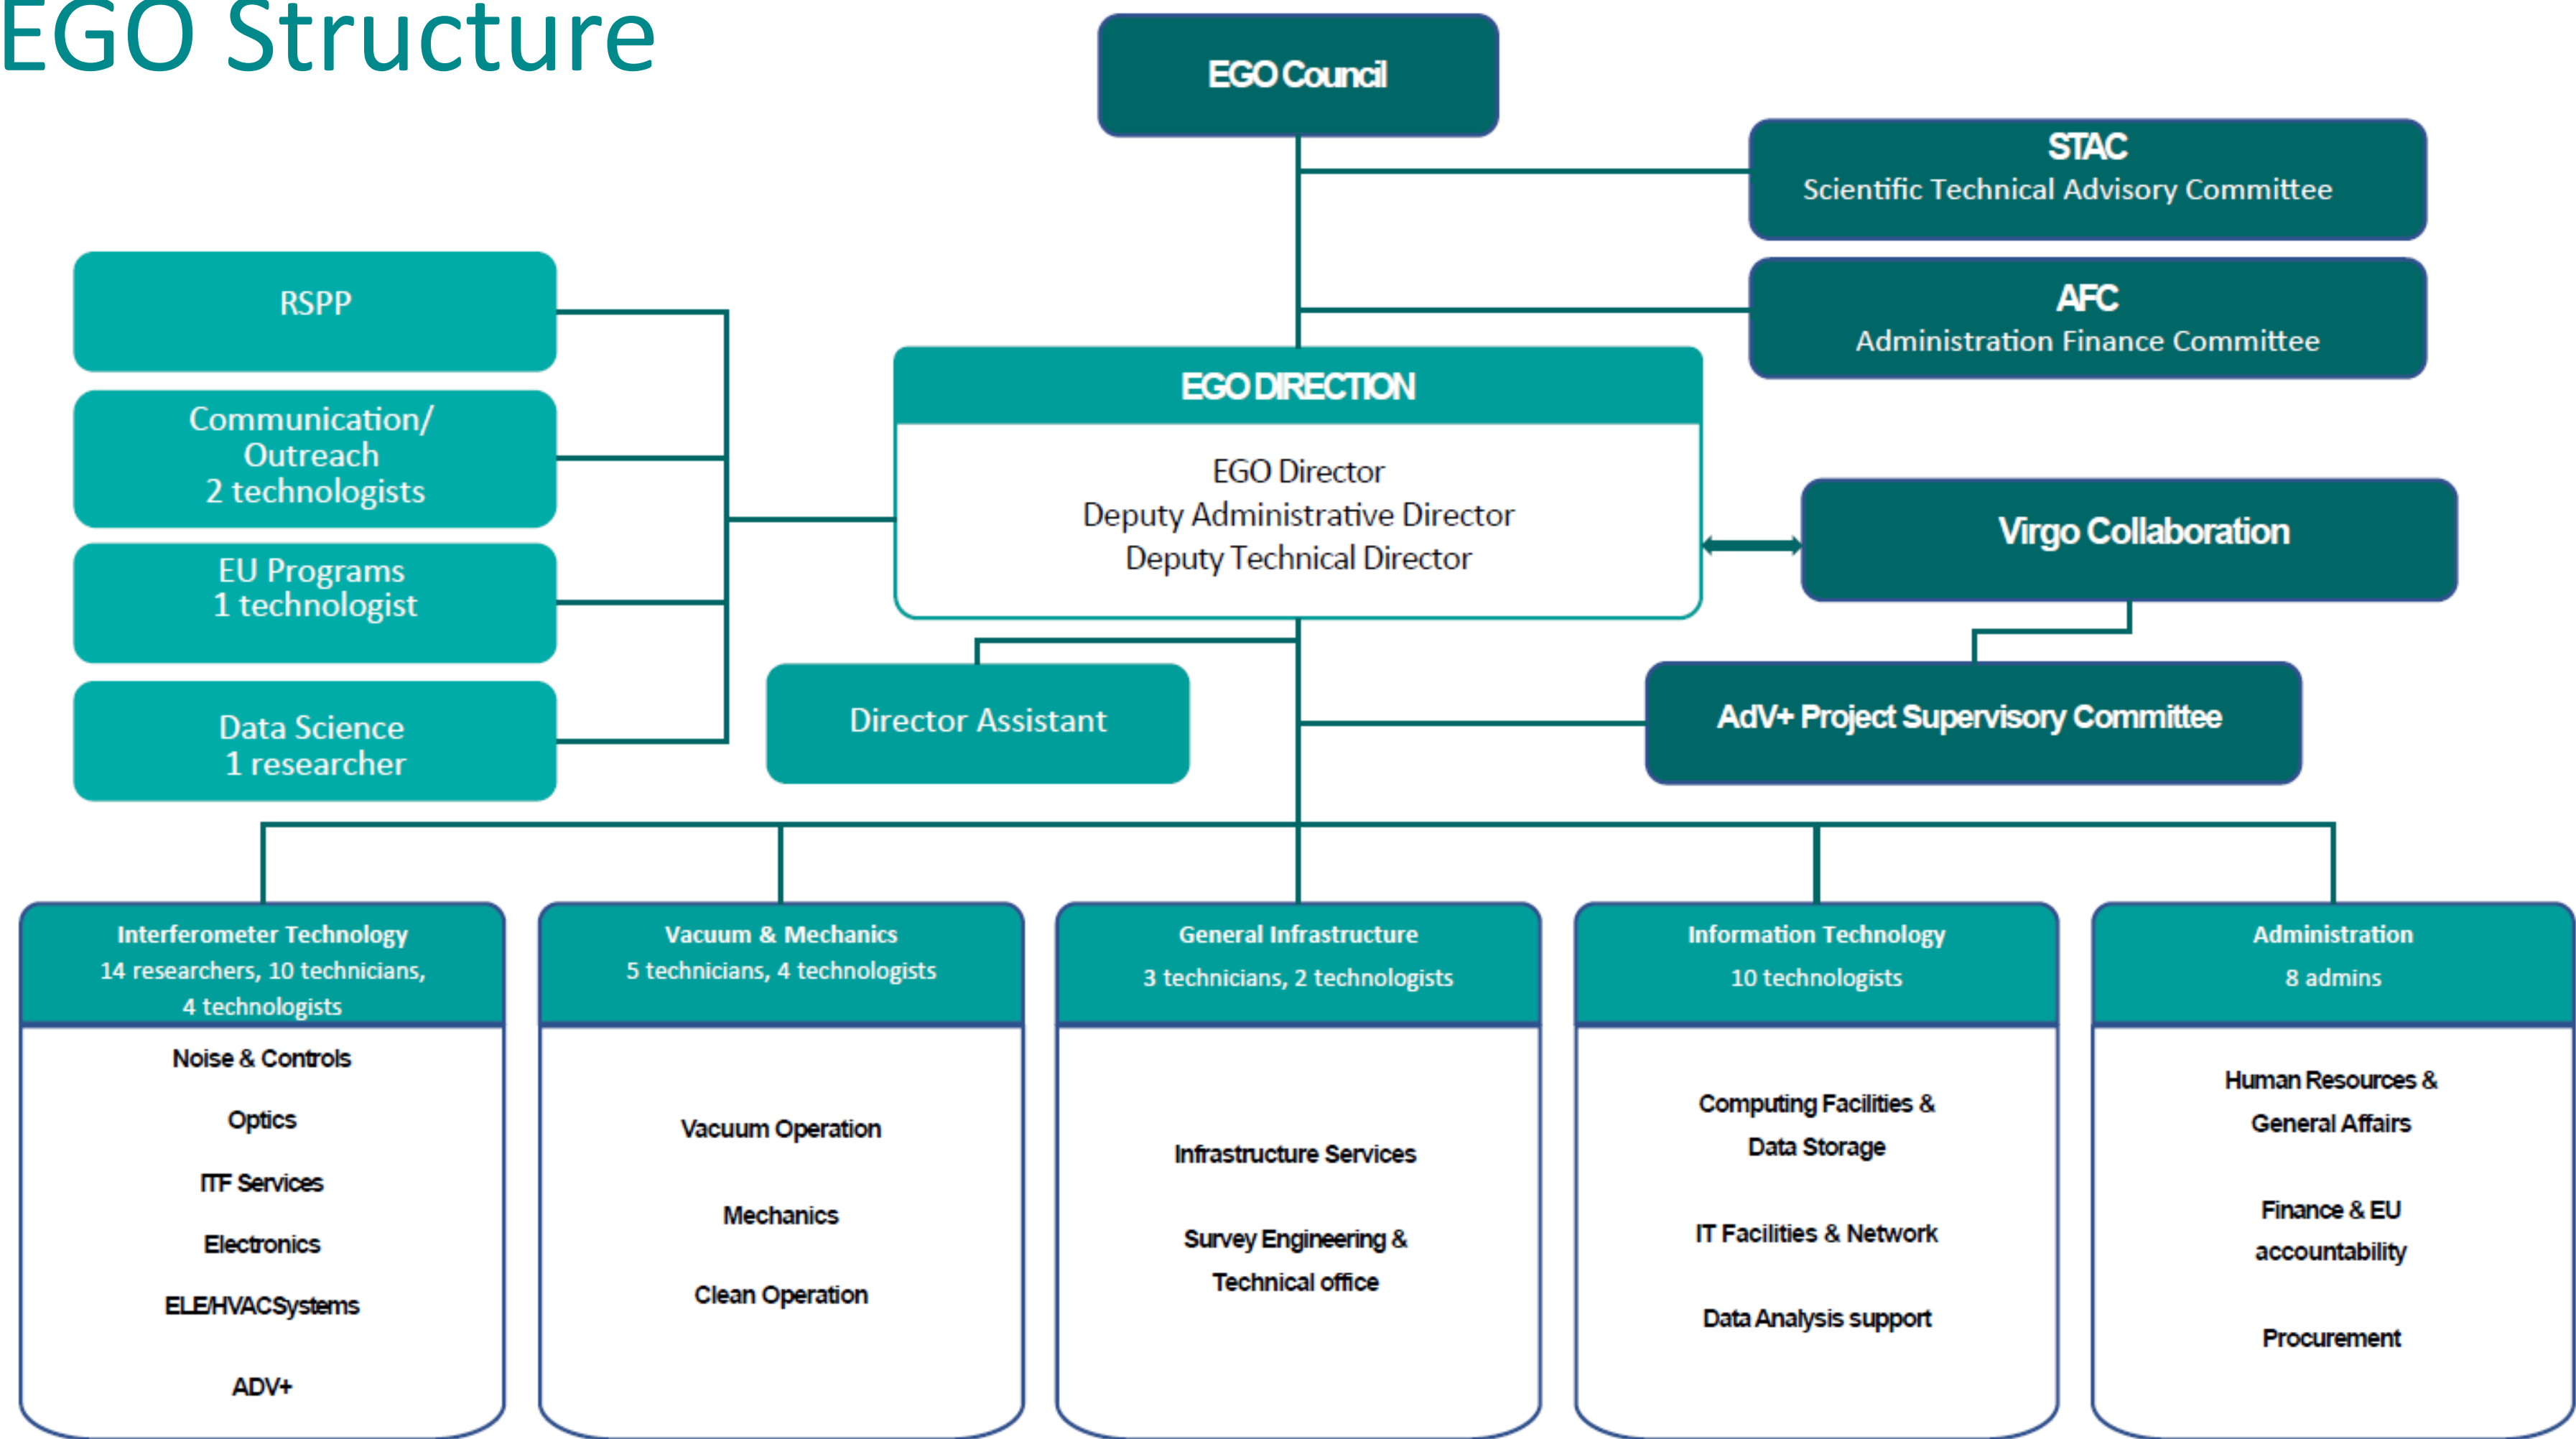 EGO Structure
EGO Council
STAC
Scientific Technical Advisory Committee
AFC
Administration Finance Committee
RSPP
Communication/
Outreach
2 technologists
EU Programs
1 technologist
Data Science
1 researcher
EGO DIRECTION
EGO Director
Deputy Administrative Director
Deputy Technical Director
Virgo Collaboration
Director Assistant
AdV+ Project Supervisory Committee
Interferometer Technology
14 researchers, 10 technicians,
4 technologists
Noise & Controls
Optics
ITF Services
Electronics
ELE/HVACSystems
ADV+
Vacuum & Mechanics
5 technicians, 4 technologists
Vacuum Operation
Mechanics
Clean Operation
General Infrastructure
3 technicians, 2 technologists
Infrastructure Services
Survey Engineering &
Technical office
Information Technology
10 technologists
Computing Facilities &
Data Storage
IT Facilities & Network
Data Analysis support
Administration
8 admins
Human Resources &
General Affairs
Finance & EU
accountability
Procurement